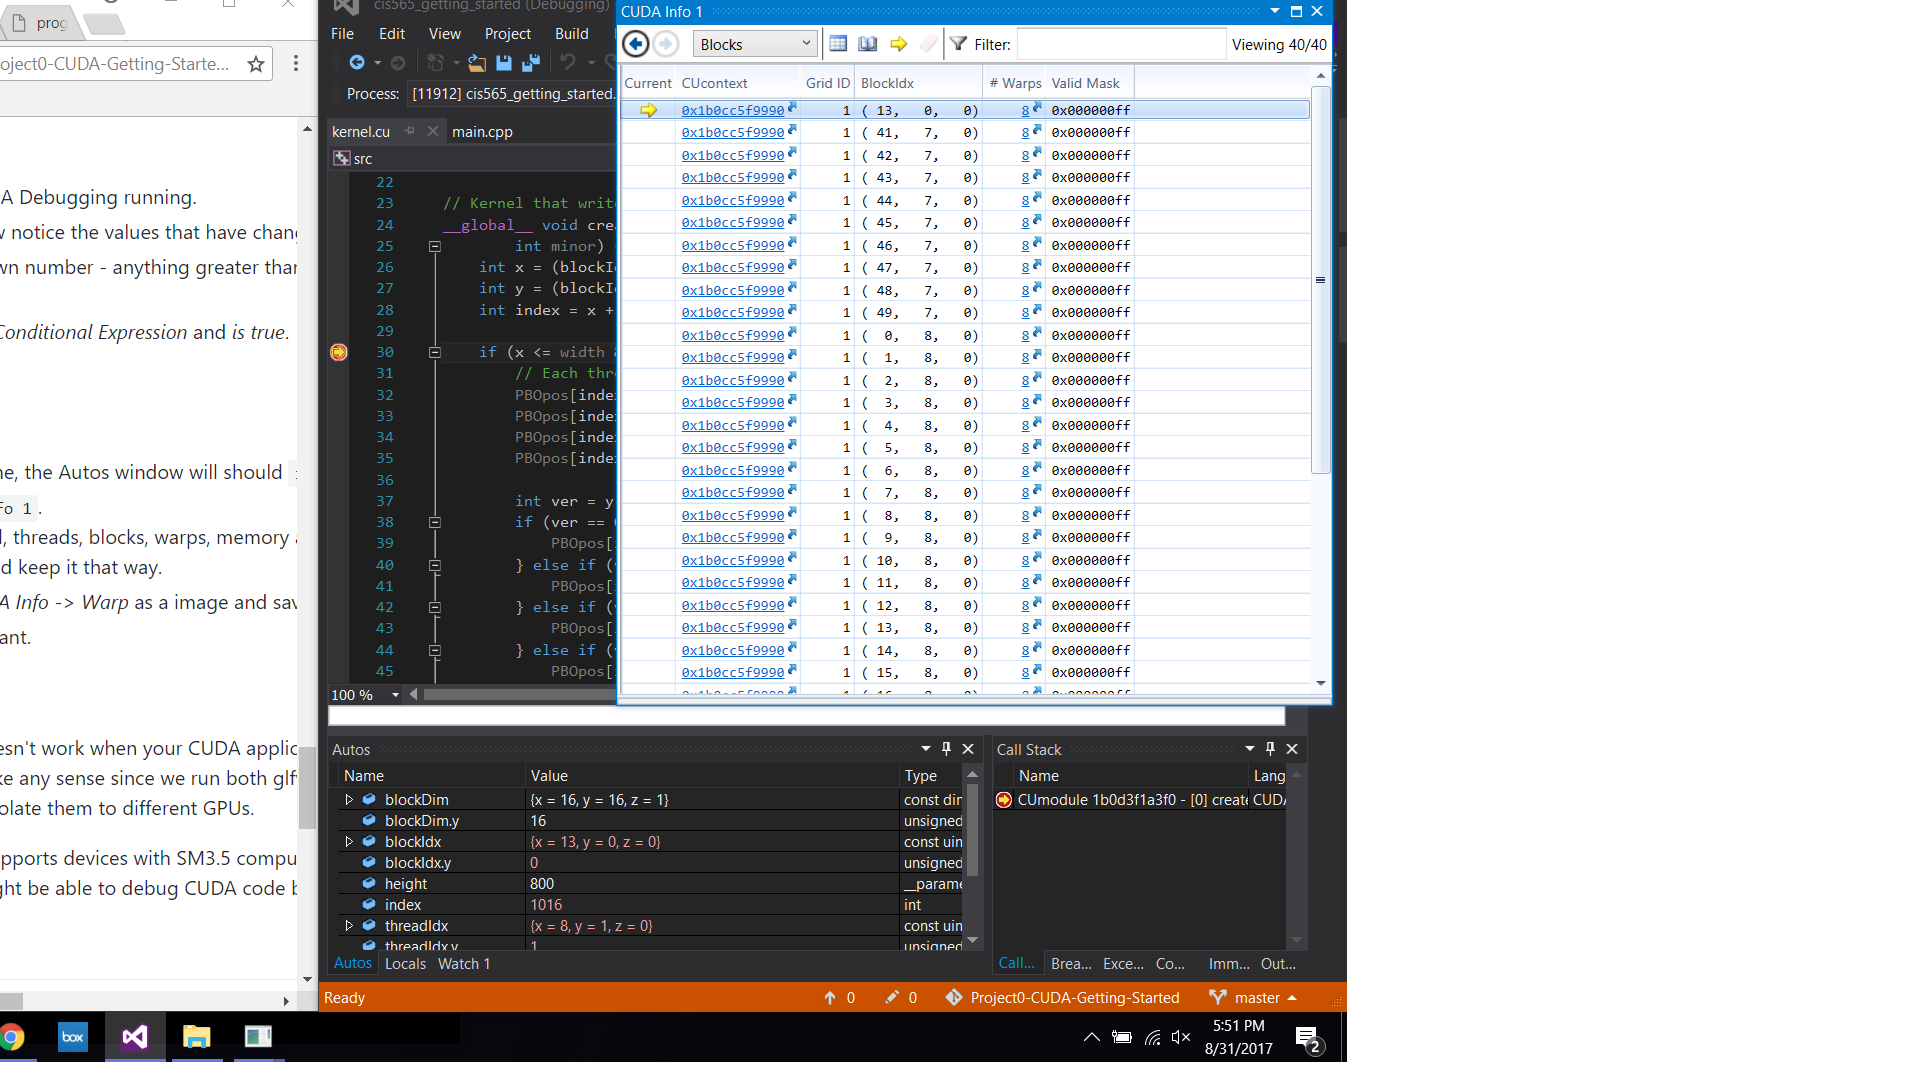 prog
oject0-CUDA-Getting-Starte...
A Debugging running.
notice the values that have chan
wn number - anything greater than
Conditional Expression and is true.
ne, the Autos window will should
fo 1 .
l, threads, blocks, warps, memory
d keep it that way.
A Info -> Warp as a image and sav
ant.
esn't work when your CUDA applic
ke any sense since we run both glf
olate them to different GPUs.
pports devices with SM3.5 compu
ght be able to debug CUDA code b
cis565_getting_started (Debugging)
File Edit View Project Build
Process: [11912] cis565_getting_started.
kernel.cu main.cpp
src
22
23 // Kernel that writ
24 __global__ void crea
25 int minor)
26 int x = (blockI
27 int y = (blockI
28 int index = x +
29
30 if (x <= width &
31 // Each thre
32 PBOpos[inde
33 PBOpos[inde
34 PBOpos[inde
35 PBOpos[inde
36
37 int ver = y
38 if (ver ==
39 PBOpos[
40 } else if (
41 PBOpos[
42 } else if (
43 PBOpos[
44 } else if (
45 PBOpos[
100 %
CUDA Info 1
Blocks Filter: Viewing 40/40
Current CUcontext Grid ID BlockIdx # Warps Valid Mask
0x1b0cc5f9990 1 ( 13, 0, 0) 8 0x000000ff
0x1b0cc5f9990 1 ( 41, 7, 0) 8 0x000000ff
0x1b0cc5f9990 1 ( 42, 7, 0) 8 0x000000ff
0x1b0cc5f9990 1 ( 43, 7, 0) 8 0x000000ff
0x1b0cc5f9990 1 ( 44, 7, 0) 8 0x000000ff
0x1b0cc5f9990 1 ( 45, 7, 0) 8 0x000000ff
0x1b0cc5f9990 1 ( 46, 7, 0) 8 0x000000ff
0x1b0cc5f9990 1 ( 47, 7, 0) 8 0x000000ff
0x1b0cc5f9990 1 ( 48, 7, 0) 8 0x000000ff
0x1b0cc5f9990 1 ( 49, 7, 0) 8 0x000000ff
0x1b0cc5f9990 1 ( 0, 8, 0) 8 0x000000ff
0x1b0cc5f9990 1 ( 1, 8, 0) 8 0x000000ff
0x1b0cc5f9990 1 ( 2, 8, 0) 8 0x000000ff
0x1b0cc5f9990 1 ( 3, 8, 0) 8 0x000000ff
0x1b0cc5f9990 1 ( 4, 8, 0) 8 0x000000ff
0x1b0cc5f9990 1 ( 5, 8, 0) 8 0x000000ff
0x1b0cc5f9990 1 ( 6, 8, 0) 8 0x000000ff
0x1b0cc5f9990 1 ( 7, 8, 0) 8 0x000000ff
0x1b0cc5f9990 1 ( 8, 8, 0) 8 0x000000ff
0x1b0cc5f9990 1 ( 9, 8, 0) 8 0x000000ff
0x1b0cc5f9990 1 ( 10, 8, 0) 8 0x000000ff
0x1b0cc5f9990 1 ( 11, 8, 0) 8 0x000000ff
0x1b0cc5f9990 1 ( 12, 8, 0) 8 0x000000ff
0x1b0cc5f9990 1 ( 13, 8, 0) 8 0x000000ff
0x1b0cc5f9990 1 ( 14, 8, 0) 8 0x000000ff
0x1b0cc5f9990 1 ( 15, 8, 0) 8 0x000000ff
Autos
Name Value Type
blockDim {x = 16, y = 16, z = 1} const dim
blockDim.y 16 unsigned
blockIdx {x = 13, y = 0, z = 0} const uin
blockIdx.y 0 unsigned
height 800 __parame
index 1016 int
threadIdx {x = 8, y = 1, z = 0} const uin
threadIdx.y 1 unsigned
Autos Locals Watch 1
Call Stack
Name Lang
CUmodule 1b0d3f1a3f0 - [0] create CUDA
Call... Brea... Exce... Co... Imm... Out...
Ready 0 0 Project0-CUDA-Getting-Started master
box
5:51 PM
8/31/2017
2